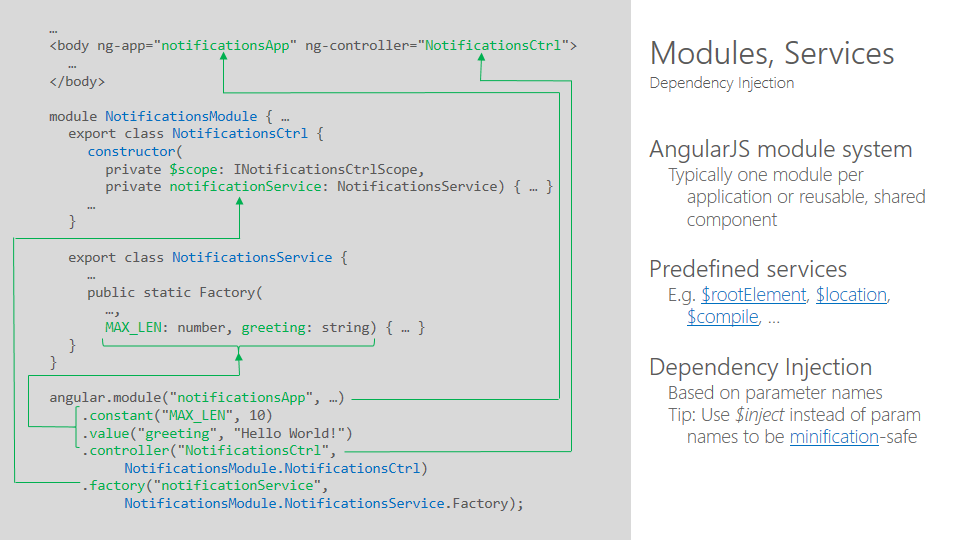 …
<body ng-app="notificationsApp" ng-controller="NotificationsCtrl">
…
</body>
module NotificationsModule { …
export class NotificationsCtrl {
constructor(
private $scope: INotificationsCtrlScope,
private notificationService: NotificationsService) { … }
…
}
export class NotificationsService {
…
public static Factory(
…,
MAX_LEN: number, greeting: string) { … }
}
}
angular.module("notificationsApp", …)
.constant("MAX_LEN", 10)
.value("greeting", "Hello World!")
.controller("NotificationsCtrl",
NotificationsModule.NotificationsCtrl)
.factory("notificationService",
NotificationsModule.NotificationsService.Factory);
Modules, Services
Dependency Injection
AngularJS module system
Typically one module per
application or reusable, shared
component
Predefined services
E.g. $rootElement, $location,
$compile, …
Dependency Injection
Based on parameter names
Tip: Use $inject instead of param
names to be minification-safe